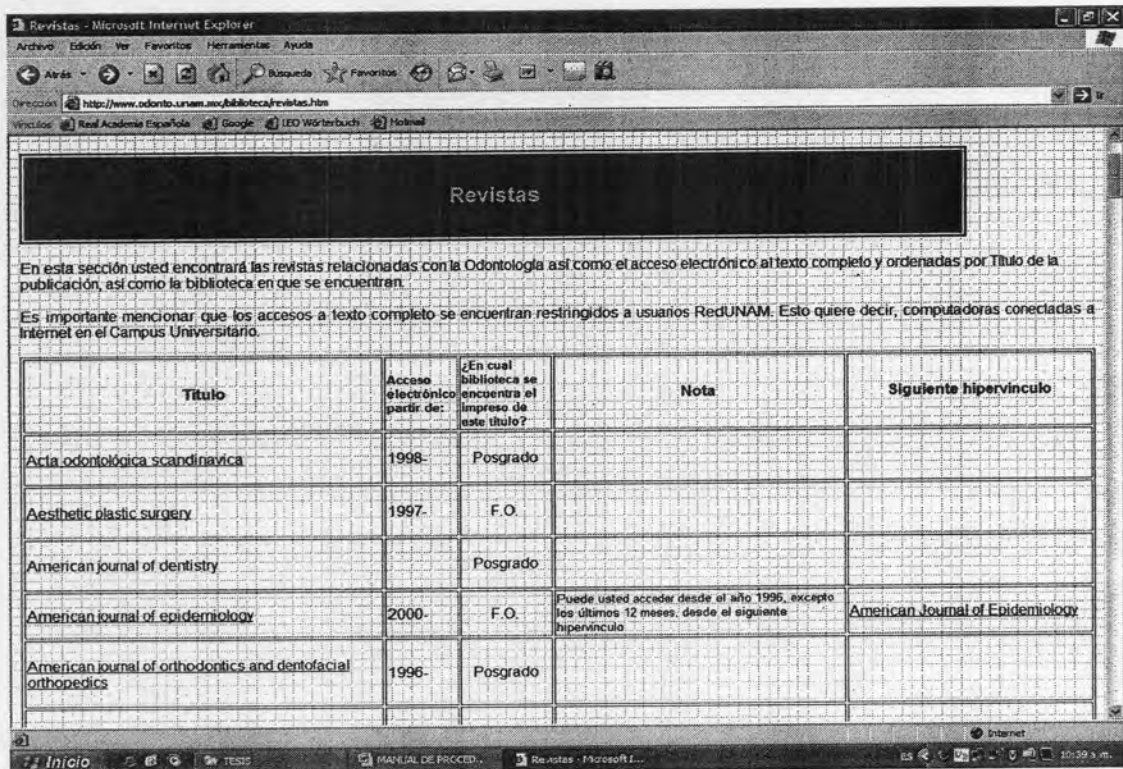 Revistas - Microsoft Internet Explorer
Archivo Edición Ver Favoritos Herramientas Ayuda
Atrás Búsqueda Favoritos
Dirección http://www.odonto.unam.mx/biblioteca/revistas.htm Ir
Vínculos Real Academia Española Google LEO Wörterbuch Hotmail
Revistas
En esta sección usted encontrará las revistas relacionadas con la Odontología así como el acceso electrónico al texto completo y ordenadas por Título de la
publicación, así como la biblioteca en que se encuentran.
Es importante mencionar que los accesos a texto completo se encuentran restringidos a usuarios RedUNAM. Esto quiere decir, computadoras conectadas a
Internet en el Campus Universitario.
Título
Acceso
electrónico
partir de:
¿En cual
biblioteca se
encuentra el
impreso de
este título?
Nota
Siguiente hipervínculo
Acta odontológica scandinavica 1998- Posgrado
Aesthetic plastic surgery 1997- F.O.
American journal of dentistry Posgrado
American journal of epidemiology 2000- F.O.
Puede usted acceder desde el año 1996, excepto
los últimos 12 meses, desde el siguiente
hipervínculo
American Journal of Epidemiology
American journal of orthodontics and dentofacial
orthopedics
1996- Posgrado
Internet
Inicio TESIS MANUAL DE PROCED... Revistas - Microsoft I... ES 10:39 a.m.